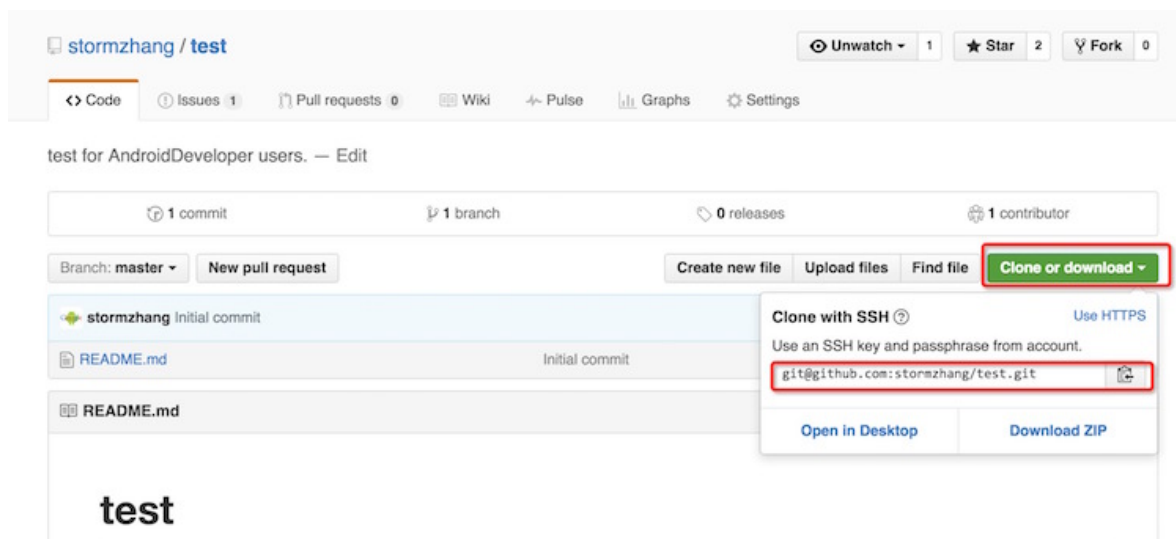 stormzhang / test
Unwatch 1 Star 2 Fork 0
Code Issues 1 Pull requests 0 Wiki Pulse Graphs Settings
test for AndroidDeveloper users. — Edit
1 commit 1 branch 0 releases 1 contributor
Branch: master New pull request Create new file Upload files Find file Clone or download
stormzhang Initial commit
README.md Initial commit
README.md
test
Clone with SSH ? Use HTTPS
Use an SSH key and passphrase from account.
git@github.com:stormzhang/test.git
Open in Desktop Download ZIP